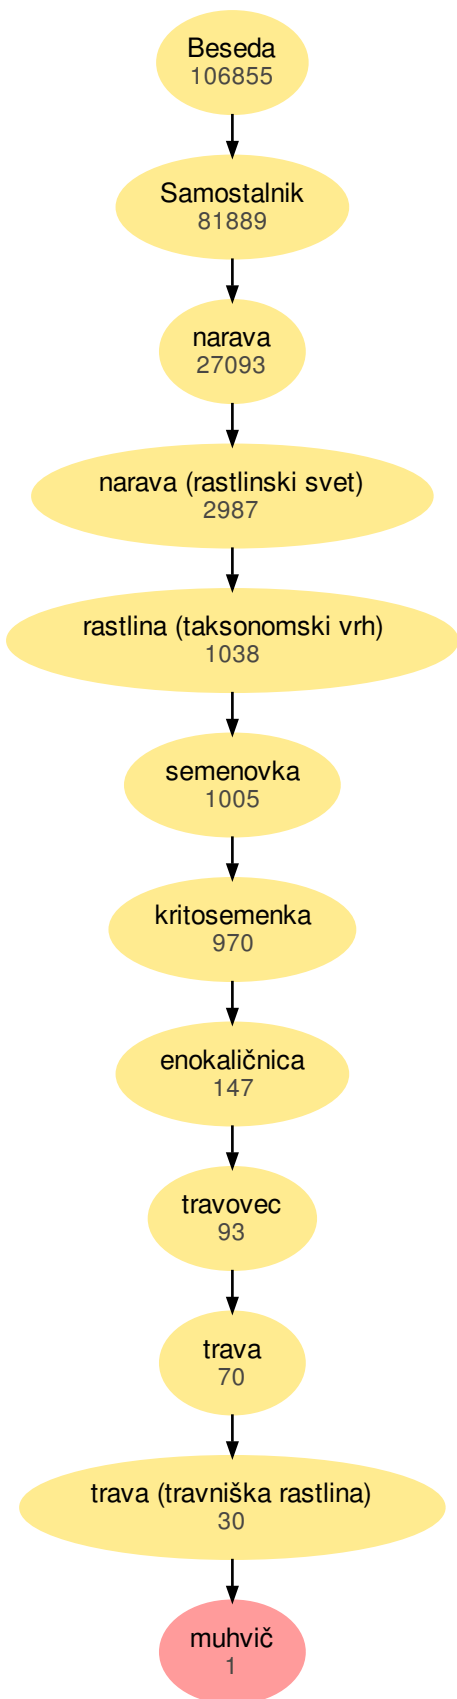 Beseda
106855
Samostalnik
81889
narava
27093
narava (rastlinski svet)
2987
rastlina (taksonomski vrh)
1038
semenovka
1005
kritosemenka
970
enokaličnica
147
travovec
93
trava
70
trava (travniška rastlina)
30
muhvič
1